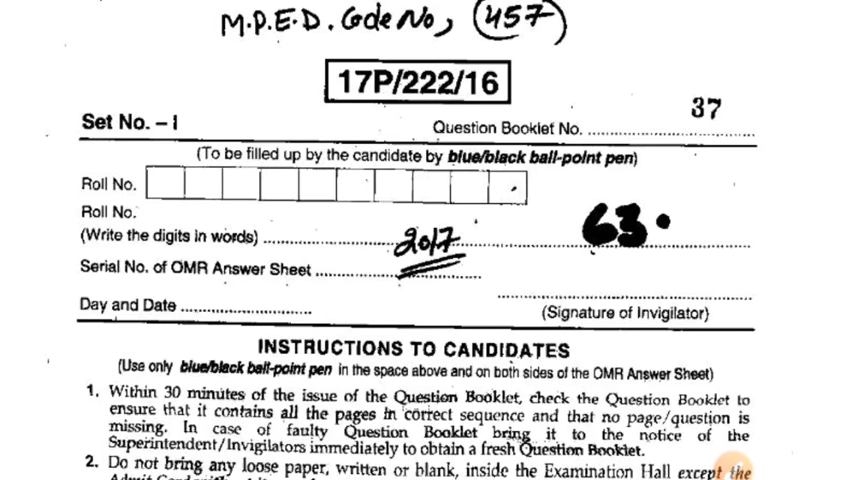 M.P.E.D. Code No, 457
17P/222/16
37
Set No. – I
Question Booklet No. ........................................
(To be filled up by the candidate by blue/black ball-point pen)
Roll No.
Roll No.
(Write the digits in words) ........................................
63.
2017
Serial No. of OMR Answer Sheet ........................................
Day and Date ........................................
(Signature of Invigilator)
INSTRUCTIONS TO CANDIDATES
(Use only blue/black ball-point pen in the space above and on both sides of the OMR Answer Sheet)
1. Within 30 minutes of the issue of the Question Booklet, check the Question Booklet to
ensure that it contains all the pages in correct sequence and that no page/question is
missing. In case of faulty Question Booklet bring it to the notice of the
Superintendent/Invigilators immediately to obtain a fresh Question Booklet.
2. Do not bring any loose paper, written or blank, inside the Examination Hall except the